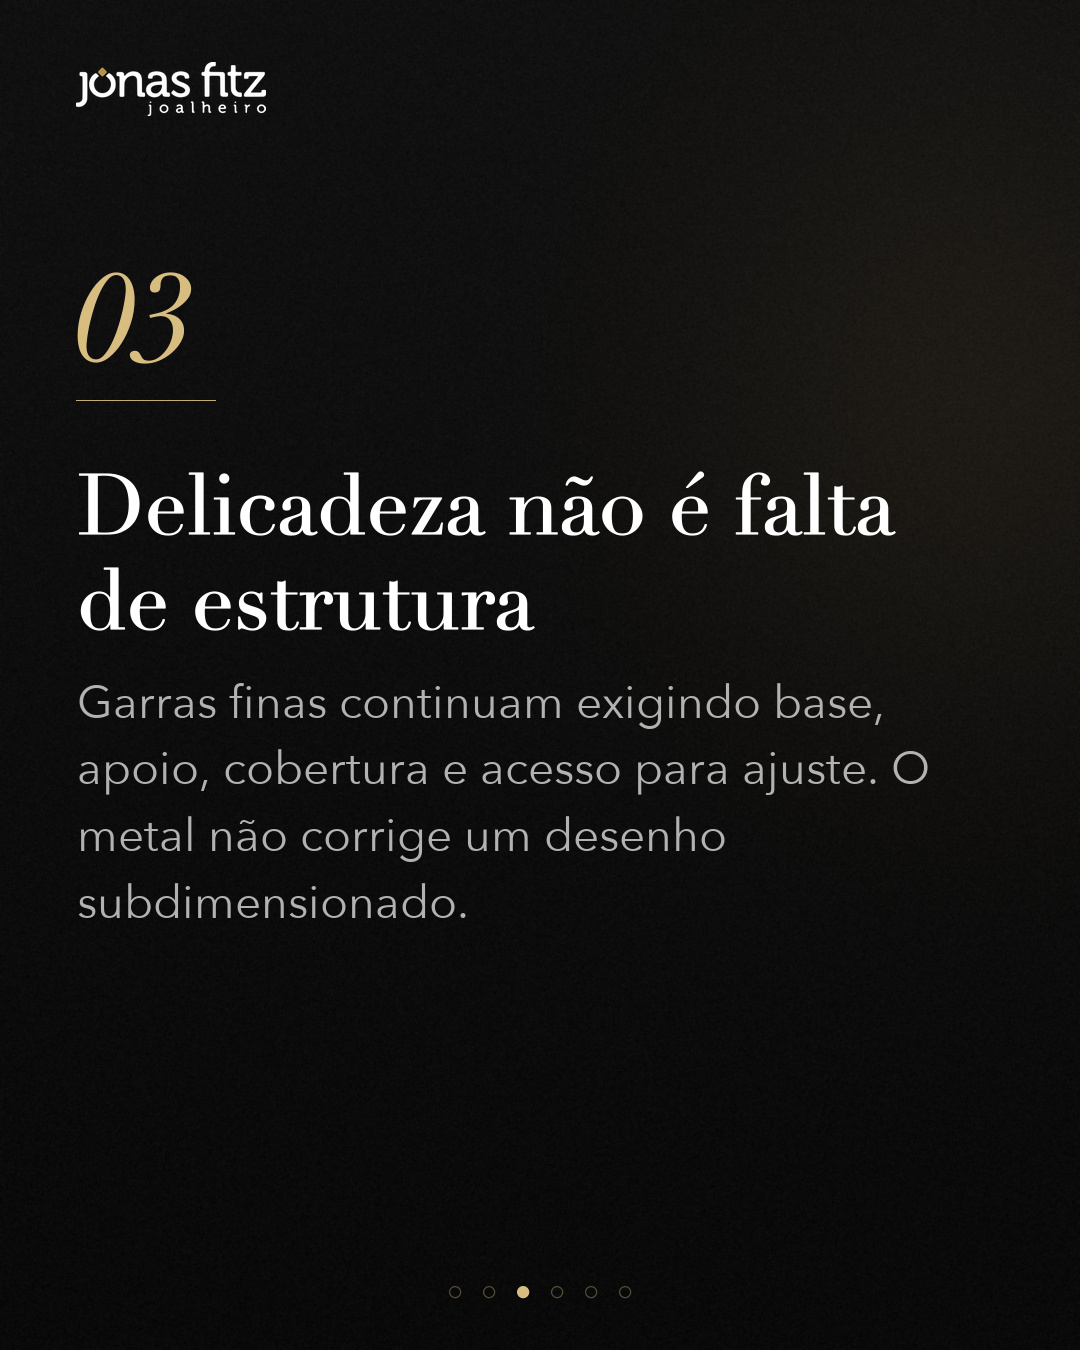 jonas fitz
joalheiro
03
Delicadeza não é falta
de estrutura
Garras finas continuam exigindo base,
apoio, cobertura e acesso para ajuste. O
metal não corrige um desenho
subdimensionado.